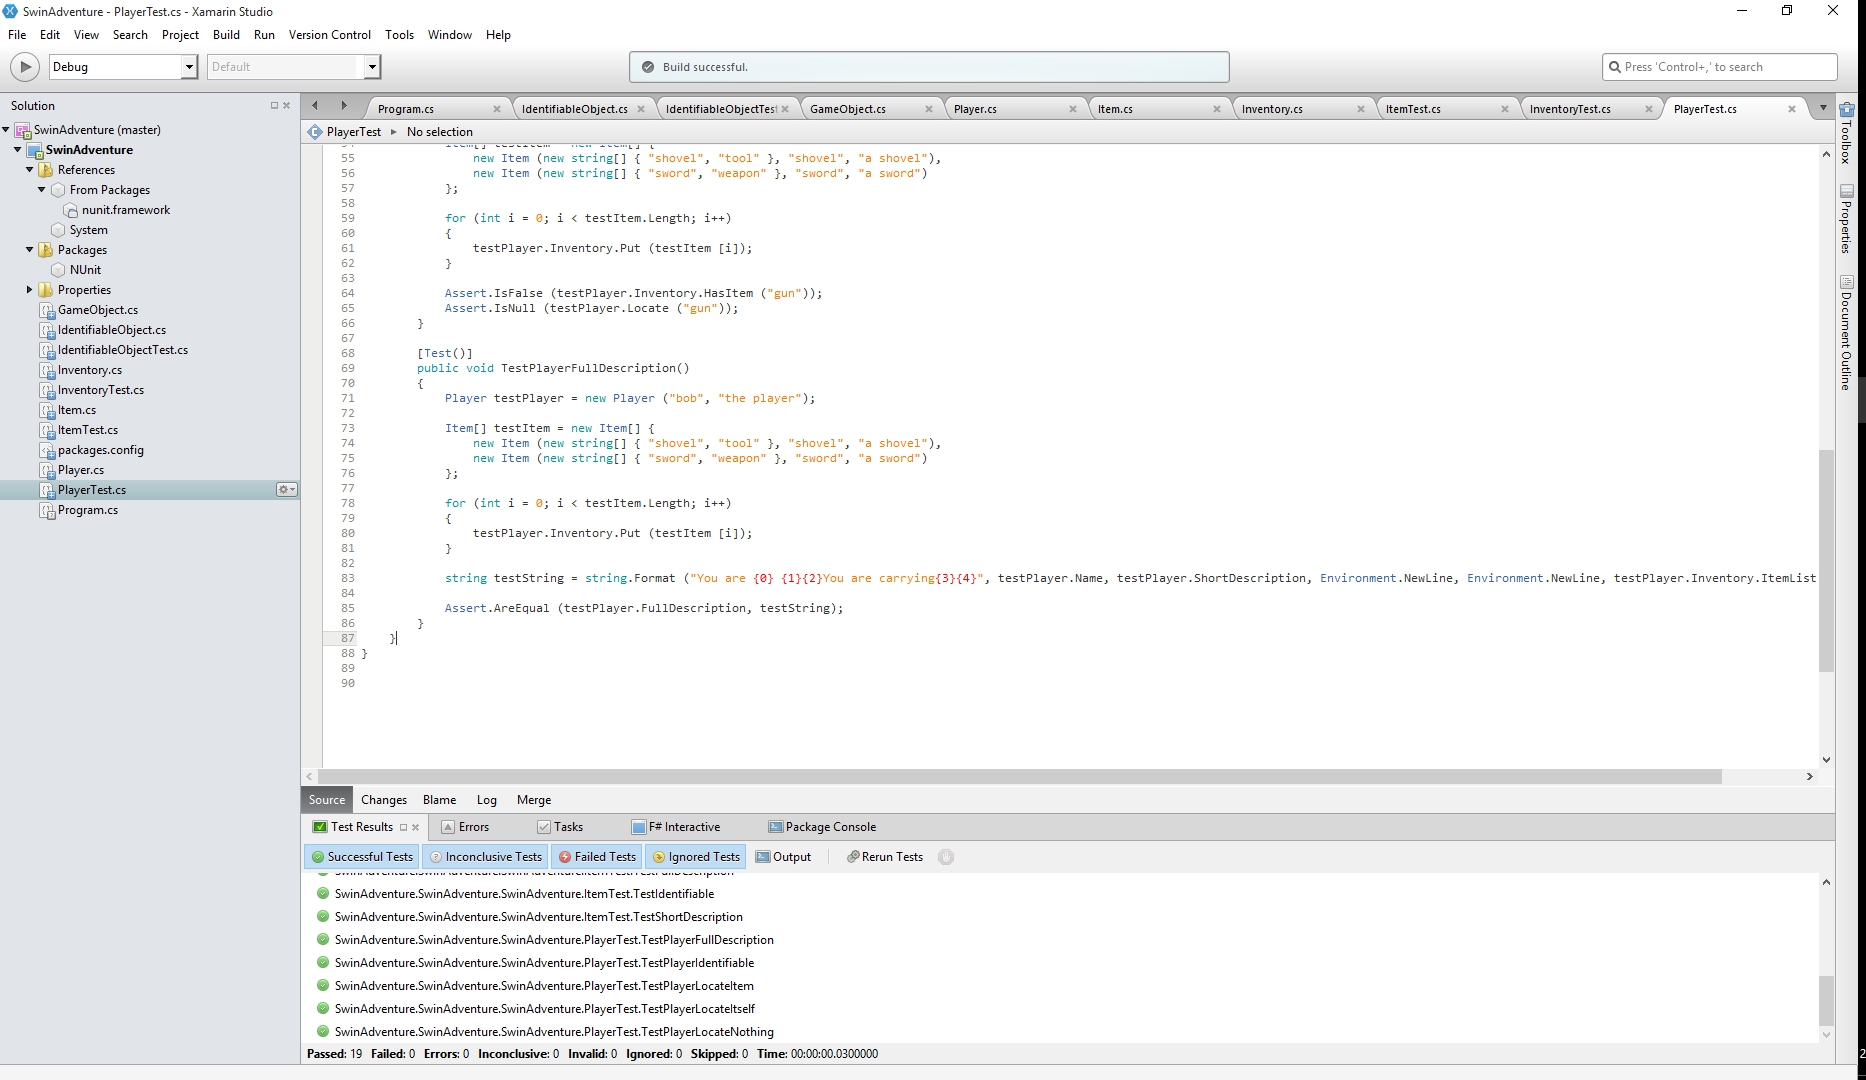 SwinAdventure - PlayerTest.cs - Xamarin Studio
File Edit View Search Project Build Run Version Control Tools Window Help
Debug
Default
Build successful.
Press 'Control+,' to search
Solution
SwinAdventure (master)
SwinAdventure
References
From Packages
nunit.framework
System
Packages
NUnit
Properties
GameObject.cs
IdentifiableObject.cs
IdentifiableObjectTest.cs
Inventory.cs
InventoryTest.cs
Item.cs
ItemTest.cs
packages.config
Player.cs
PlayerTest.cs
Program.cs
Program.cs IdentifiableObject.cs IdentifiableObjectTest GameObject.cs Player.cs Item.cs Inventory.cs ItemTest.cs InventoryTest.cs PlayerTest.cs
PlayerTest No selection
54 Item[] testItem = new Item[] {
55 new Item (new string[] { "shovel", "tool" }, "shovel", "a shovel"),
56 new Item (new string[] { "sword", "weapon" }, "sword", "a sword")
57 };
58
59 for (int i = 0; i < testItem.Length; i++)
60 {
61 testPlayer.Inventory.Put (testItem [i]);
62 }
63
64 Assert.IsFalse (testPlayer.Inventory.HasItem ("gun"));
65 Assert.IsNull (testPlayer.Locate ("gun"));
66 }
67
68 [Test()]
69 public void TestPlayerFullDescription()
70 {
71 Player testPlayer = new Player ("bob", "the player");
72
73 Item[] testItem = new Item[] {
74 new Item (new string[] { "shovel", "tool" }, "shovel", "a shovel"),
75 new Item (new string[] { "sword", "weapon" }, "sword", "a sword")
76 };
77
78 for (int i = 0; i < testItem.Length; i++)
79 {
80 testPlayer.Inventory.Put (testItem [i]);
81 }
82
83 string testString = string.Format ("You are {0} {1}{2}You are carrying{3}{4}", testPlayer.Name, testPlayer.ShortDescription, Environment.NewLine, Environment.NewLine, testPlayer.Inventory.ItemList
84
85 Assert.AreEqual (testPlayer.FullDescription, testString);
86 }
87 }
88 }
89
90
Toolbox
Properties
Document Outline
Source Changes Blame Log Merge
Test Results Errors Tasks F# Interactive Package Console
Successful Tests Inconclusive Tests Failed Tests Ignored Tests Output Rerun Tests
SwinAdventure.SwinAdventure.SwinAdventure.ItemTest.TestFullDescription
SwinAdventure.SwinAdventure.SwinAdventure.ItemTest.TestIdentifiable
SwinAdventure.SwinAdventure.SwinAdventure.ItemTest.TestShortDescription
SwinAdventure.SwinAdventure.SwinAdventure.PlayerTest.TestPlayerFullDescription
SwinAdventure.SwinAdventure.SwinAdventure.PlayerTest.TestPlayerIdentifiable
SwinAdventure.SwinAdventure.SwinAdventure.PlayerTest.TestPlayerLocateItem
SwinAdventure.SwinAdventure.SwinAdventure.PlayerTest.TestPlayerLocateItself
SwinAdventure.SwinAdventure.SwinAdventure.PlayerTest.TestPlayerLocateNothing
Passed: 19 Failed: 0 Errors: 0 Inconclusive: 0 Invalid: 0 Ignored: 0 Skipped: 0 Time: 00:00:00.0300000
2